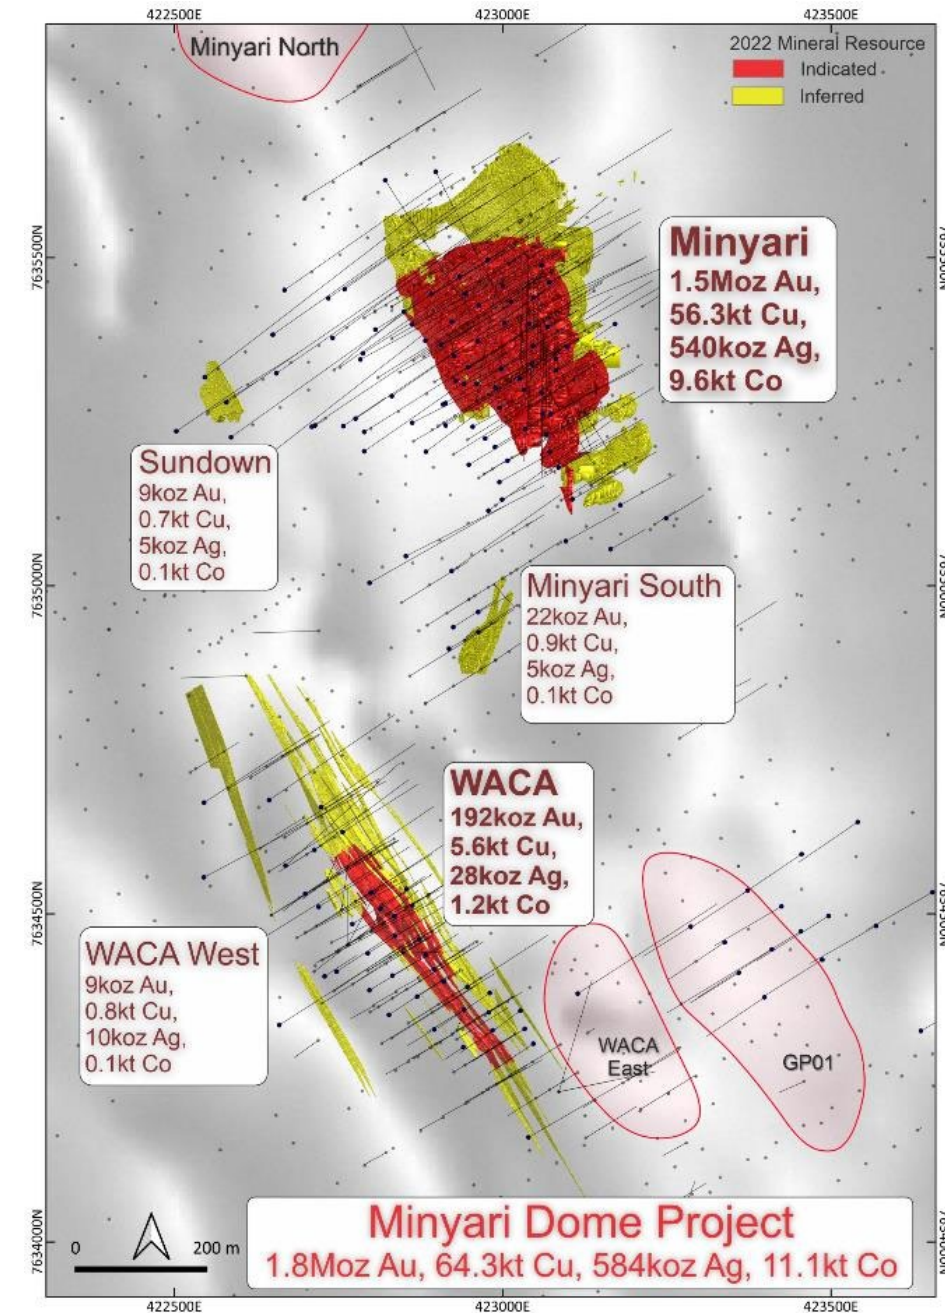 422500E 423000E 423500E
Minyari North
2022 Mineral Resource
Indicated
Inferred
7635500N
7635500N
Minyari
1.5Moz Au,
56.3kt Cu,
540koz Ag,
9.6kt Co
Sundown
9koz Au,
0.7kt Cu,
5koz Ag,
0.1kt Co
7635000N
7635000N
Minyari South
22koz Au,
0.9kt Cu,
5koz Ag,
0.1kt Co
WACA
192koz Au,
5.6kt Cu,
28koz Ag,
1.2kt Co
7634500N
7634500N
WACA West
9koz Au,
0.8kt Cu,
10koz Ag,
0.1kt Co
WACA
East
GP01
7634000N
7634000N
Minyari Dome Project
1.8Moz Au, 64.3kt Cu, 584koz Ag, 11.1kt Co
0 200 m
422500E 423000E 423500E